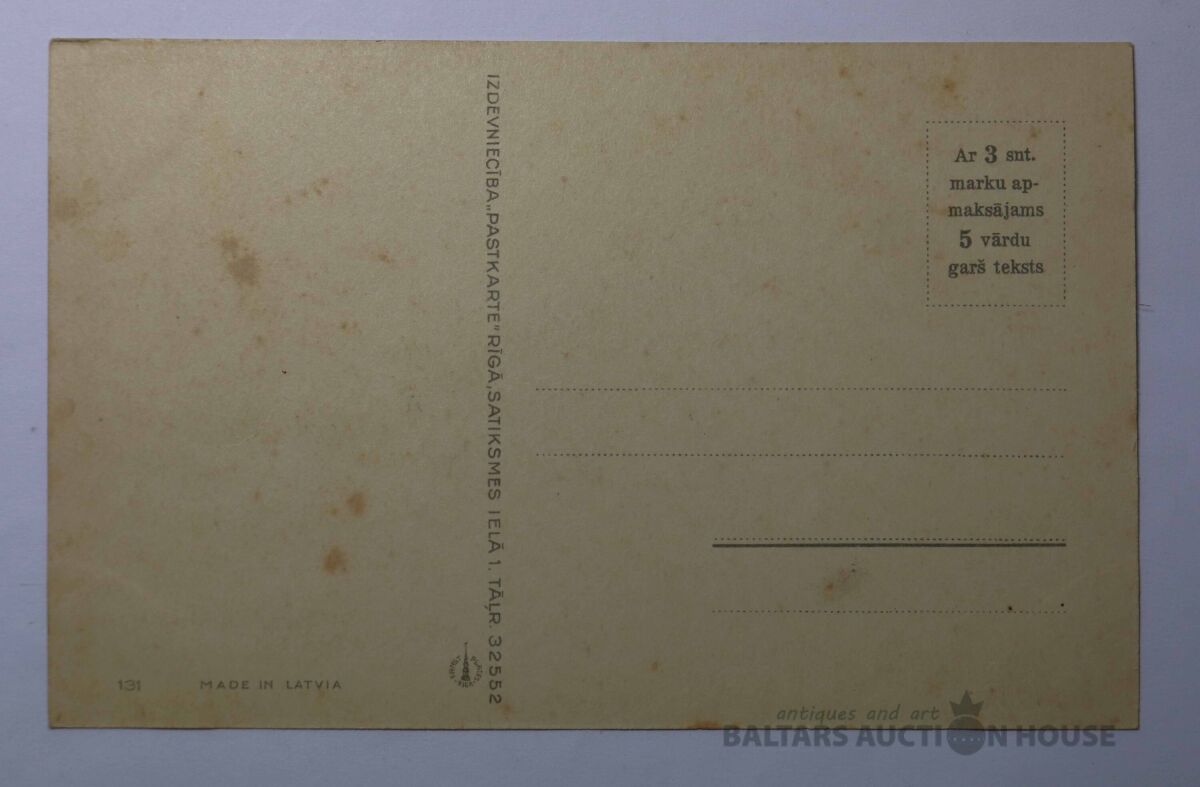 IZDEVNIECĪBA „PASTKARTE" RĪGĀ, SATIKSMES IELĀ 1. TĀĻR. 32552
Ar 3 snt.
marku ap-
maksājams
5 vārdu
garš teksts
131 MADE IN LATVIA
antiques and art
BALTARS AUCTION HOUSE